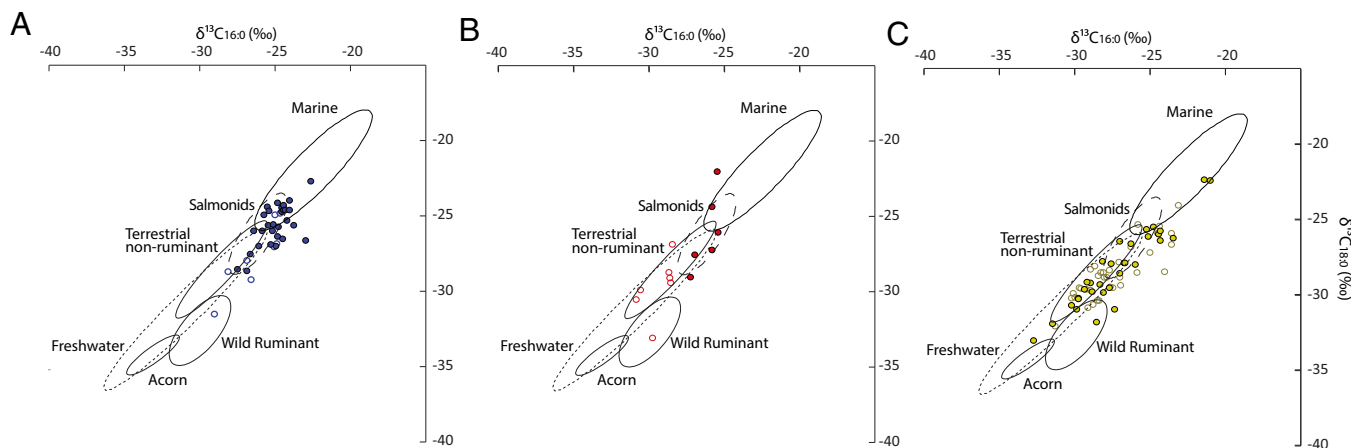 A
δ¹³C16:0 (‰)
-40 -35 -30 -25 -20
Marine
-20
Salmonids
-25
Terrestrial
non-ruminant
-30
Freshwater
Wild Ruminant
Acorn
-35
-40
B
δ¹³C16:0 (‰)
-40 -35 -30 -25 -20
Marine
-20
Salmonids
-25
Terrestrial
non-ruminant
-30
Freshwater
Wild Ruminant
Acorn
-35
-40
C
δ¹³C16:0 (‰)
-40 -35 -30 -25 -20
Marine
-20
Salmonids
-25
Terrestrial
non-ruminant
-30
Freshwater
Wild Ruminant
Acorn
-35
-40
δ¹³C18:0 (‰)